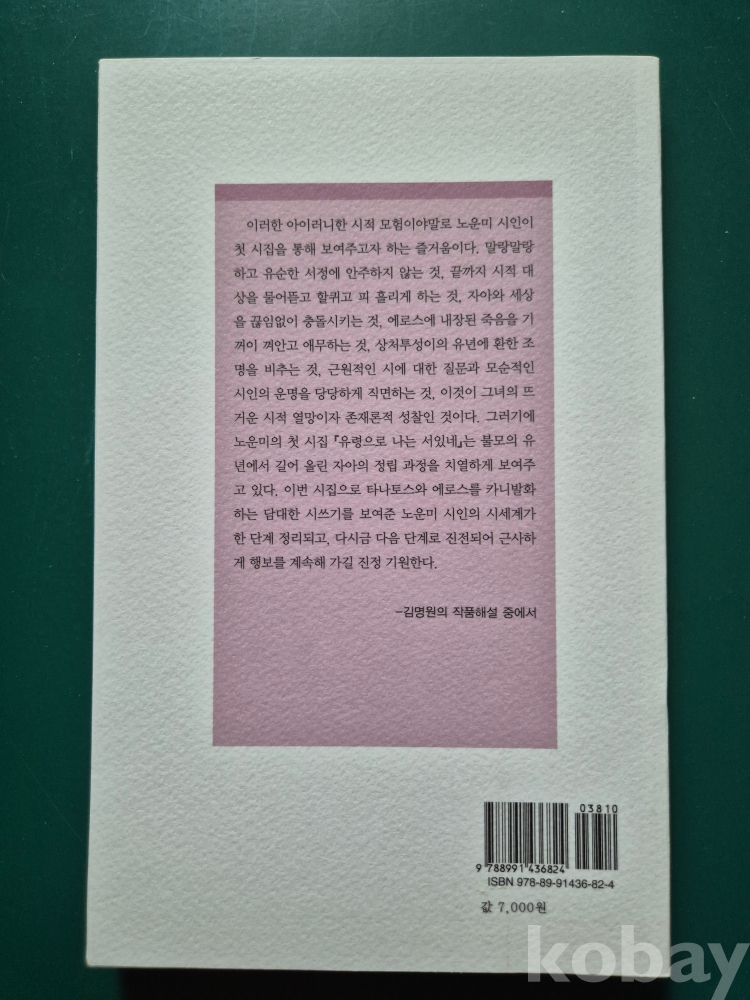 이러한 아이러니한 시적 모험이야말로 노운미 시인이
첫 시집을 통해 보여주고자 하는 즐거움이다. 말랑말랑
하고 유순한 서정에 안주하지 않는 것, 끝까지 시적 대
상을 물어뜯고 할퀴고 피 흘리게 하는 것, 자아와 세상
을 끊임없이 충돌시키는 것, 에로스에 내장된 죽음을 기
꺼이 껴안고 애무하는 것, 상처투성이의 유년에 환한 조
명을 비추는 것, 근원적인 시에 대한 질문과 모순적인
시인의 운명을 당당하게 직면하는 것, 이것이 그녀의 뜨
거운 시적 열망이자 존재론적 성찰인 것이다. 그러기에
노운미의 첫 시집 『유령으로 나는 서있네』는 불모의 유
년에서 길어 올린 자아의 정립 과정을 치열하게 보여주
고 있다. 이번 시집으로 타나토스와 에로스를 카니발화
하는 담대한 시쓰기를 보여준 노운미 시인의 시세계가
한 단계 정리되고, 다시금 다음 단계로 진전되어 근사하
게 행보를 계속해 가길 진정 기원한다.
-김명원의 작품해설 중에서
03810
9 788991 436824
ISBN 978-89-91436-82-4
값 7,000원
kobay